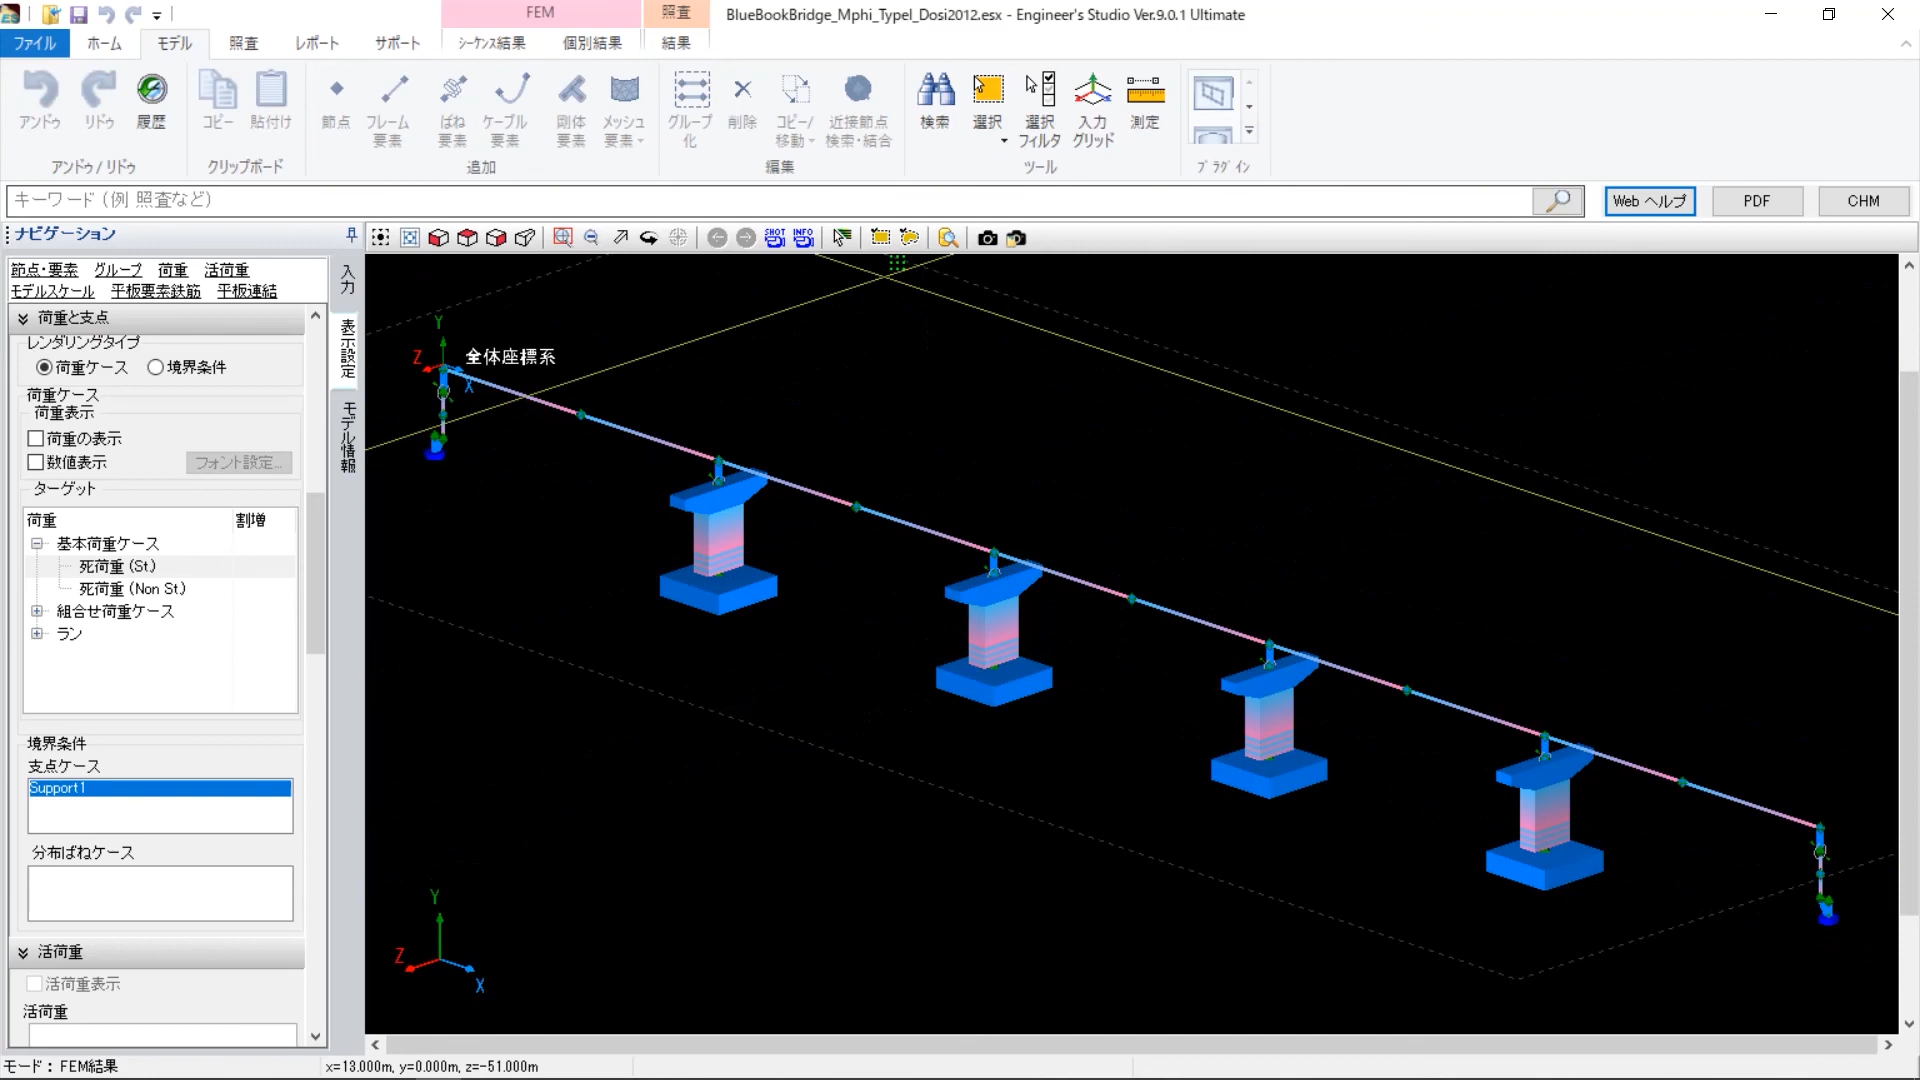 FEM
照査
BlueBookBridge_Mphi_TypeI_Dosi2012.esx - Engineer's Studio Ver.9.0.1 Ultimate
ファイル
ホーム
モデル
照査
レポート
サポート
シーケンス結果
個別結果
結果
アンドゥ
リドゥ
履歴
コピー
貼付け
節点
フレーム
要素
ばね
要素
ケーブル
要素
剛体
要素
メッシュ
要素
グループ
化
削除
コピー/
移動
近接節点
検索・結合
検索
選択
選択
フィルタ
入力
グリッド
測定
アンドゥ/リドゥ
クリップボード
追加
編集
ツール
プラグイン
キーワード (例 照査など)
Web ヘルプ
PDF
CHM
ナビゲーション
SHOT
INFO
節点・要素 グループ 荷重 活荷重
モデルスケール 平板要素鉄筋 平板連結
入力
表示設定
モデル情報
荷重と支点
レンダリングタイプ
荷重ケース
境界条件
荷重ケース
荷重表示
荷重の表示
数値表示
フォント設定...
ターゲット
荷重
割増
基本荷重ケース
死荷重 (St.)
死荷重 (Non St.)
組合せ荷重ケース
ラン
境界条件
支点ケース
Support1
分布ばねケース
活荷重
活荷重表示
活荷重
Y
Z
X
全体座標系
Y
Z
X
モード : FEM結果
x=13.000m, y=0.000m, z=-51.000m